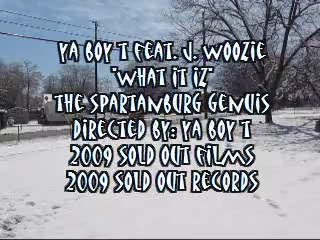 YA BOY T FEAT. J. WOOZIE
"WHAT IT IZ"
THE SPARTANBURG GENUIS
DIRECTED BY: YA BOY T
2009 SOLD OUT FILMS
2009 SOLD OUT RECORDS